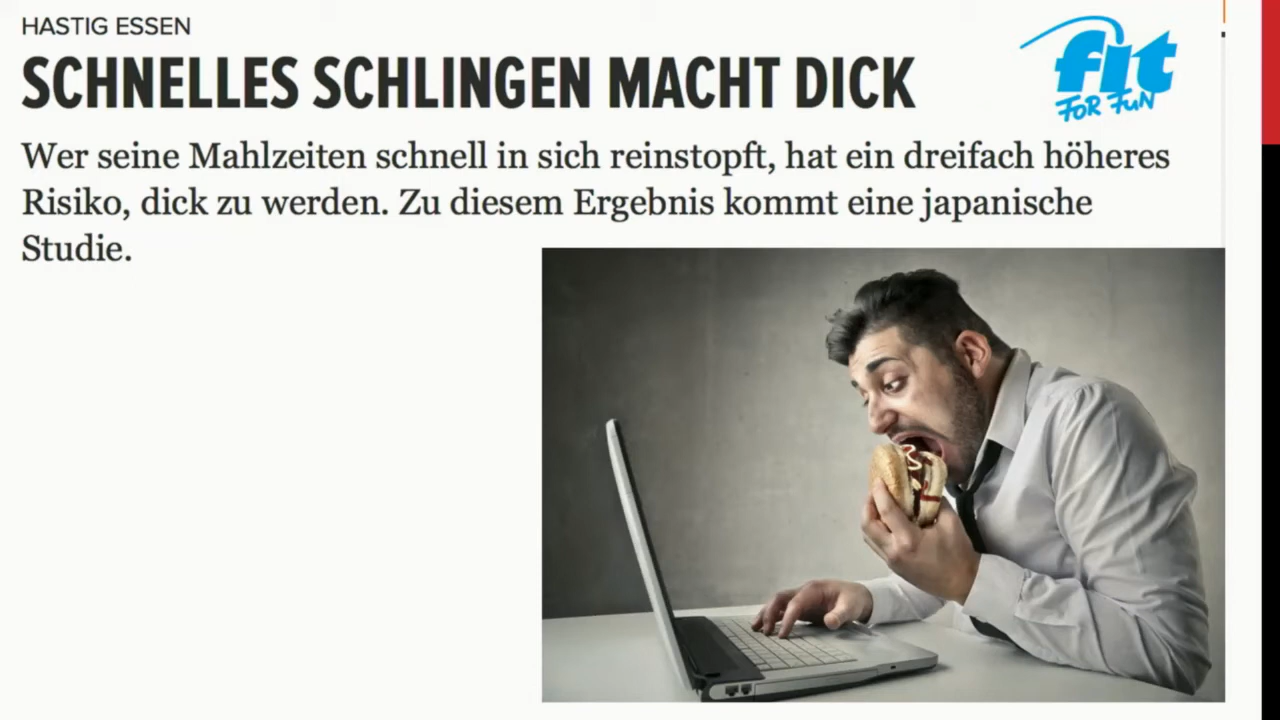 HASTIG ESSEN
SCHNELLES SCHLINGEN MACHT DICK
fit
FOR FUN
Wer seine Mahlzeiten schnell in sich reinstopft, hat ein dreifach höheres
Risiko, dick zu werden. Zu diesem Ergebnis kommt eine japanische
Studie.